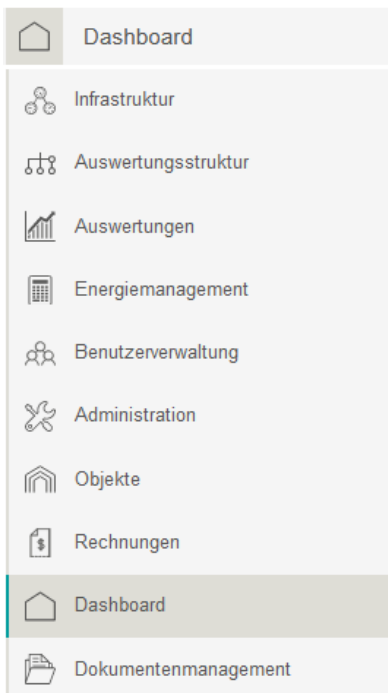 Dashboard
Infrastruktur
Auswertungsstruktur
Auswertungen
Energiemanagement
Benutzerverwaltung
Administration
Objekte
Rechnungen
Dashboard
Dokumentenmanagement